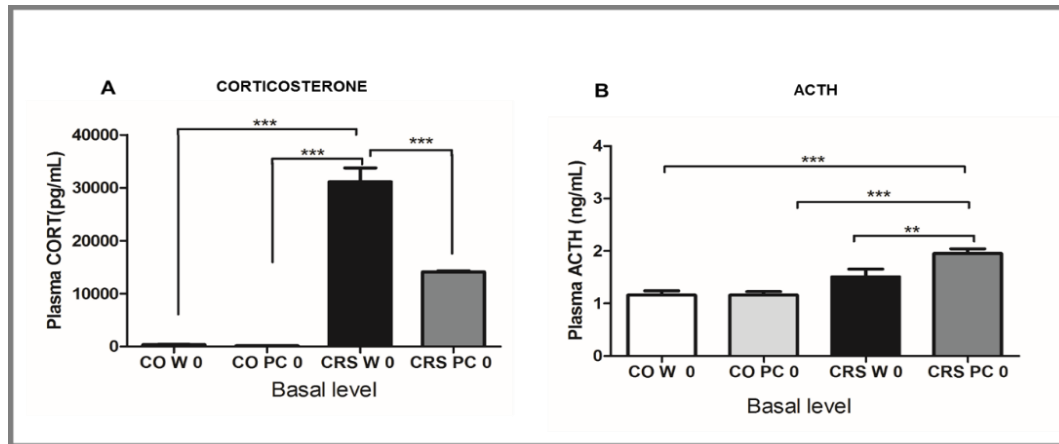 A
CORTICOSTERONE
Plasma CORT(pg/mL)
40000
30000
20000
10000
0
***
***
***
CO W 0
CO PC 0
CRS W 0
CRS PC 0
Basal level
B
ACTH
Plasma ACTH (ng/mL)
4
3
2
1
0
***
***
**
CO W 0
CO PC 0
CRS W 0
CRS PC 0
Basal level